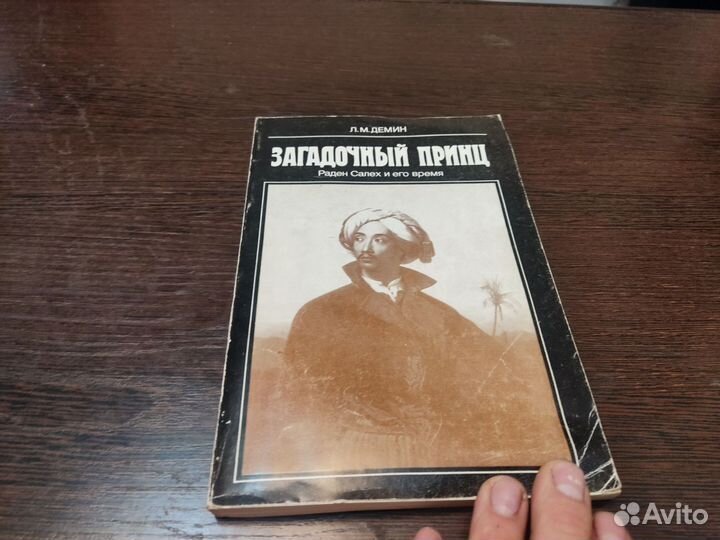 Л.М.ДЕМИН
ЗАГАДОЧНЫЙ ПРИНЦ
Раден Салех и его время
Avito